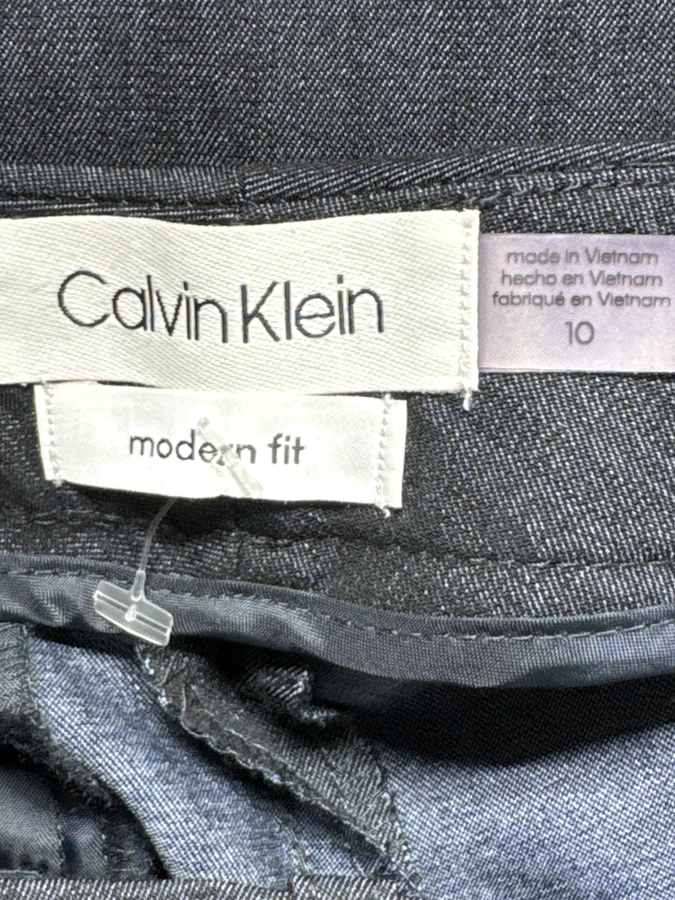 Calvin Klein
modern fit
made in Vietnam
hecho en Vietnam
fabriqué en Vietnam
10